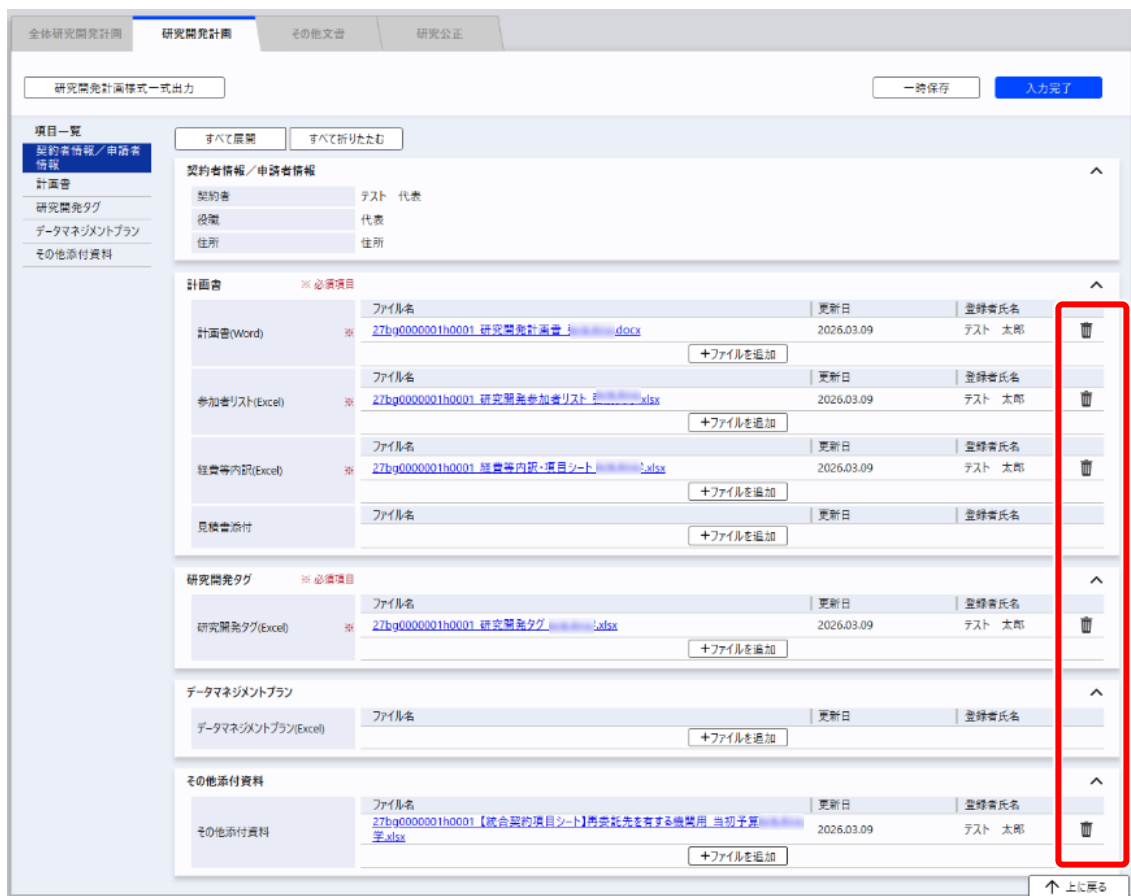 全体研究開発計画 研究開発計画 その他文書 研究公正
研究開発計画様式一式出力 一時保存 入力完了
項目一覧
契約者情報／申請者情報
計画書
研究開発タグ
データマネジメントプラン
その他添付資料
すべて展開 すべて折りたたむ
契約者情報／申請者情報
契約者 テスト 代表
役職 代表
住所 住所
計画書 ※ 必須項目
ファイル名 更新日 登録者氏名
計画書(Word) ※ 27bg0000001h0001_研究開発計画書_ .docx 2026.03.09 テスト 太郎
+ファイルを追加
ファイル名 更新日 登録者氏名
参加者リスト(Excel) ※ 27bg0000001h0001_研究開発参加者リスト_ .xlsx 2026.03.09 テスト 太郎
+ファイルを追加
ファイル名 更新日 登録者氏名
経費等内訳(Excel) ※ 27bg0000001h0001_経費等内訳・項目シート_ .xlsx 2026.03.09 テスト 太郎
+ファイルを追加
見積書添付 ファイル名 更新日 登録者氏名
+ファイルを追加
研究開発タグ ※ 必須項目
ファイル名 更新日 登録者氏名
研究開発タグ(Excel) ※ 27bg0000001h0001_研究開発タグ_ .xlsx 2026.03.09 テスト 太郎
+ファイルを追加
データマネジメントプラン
ファイル名 更新日 登録者氏名
データマネジメントプラン(Excel)
+ファイルを追加
その他添付資料
ファイル名 更新日 登録者氏名
その他添付資料 27bg0000001h0001_【統合契約項目シート】再委託先を有する機関用_当初予算 2026.03.09 テスト 太郎
学.xlsx
+ファイルを追加
↑ 上に戻る